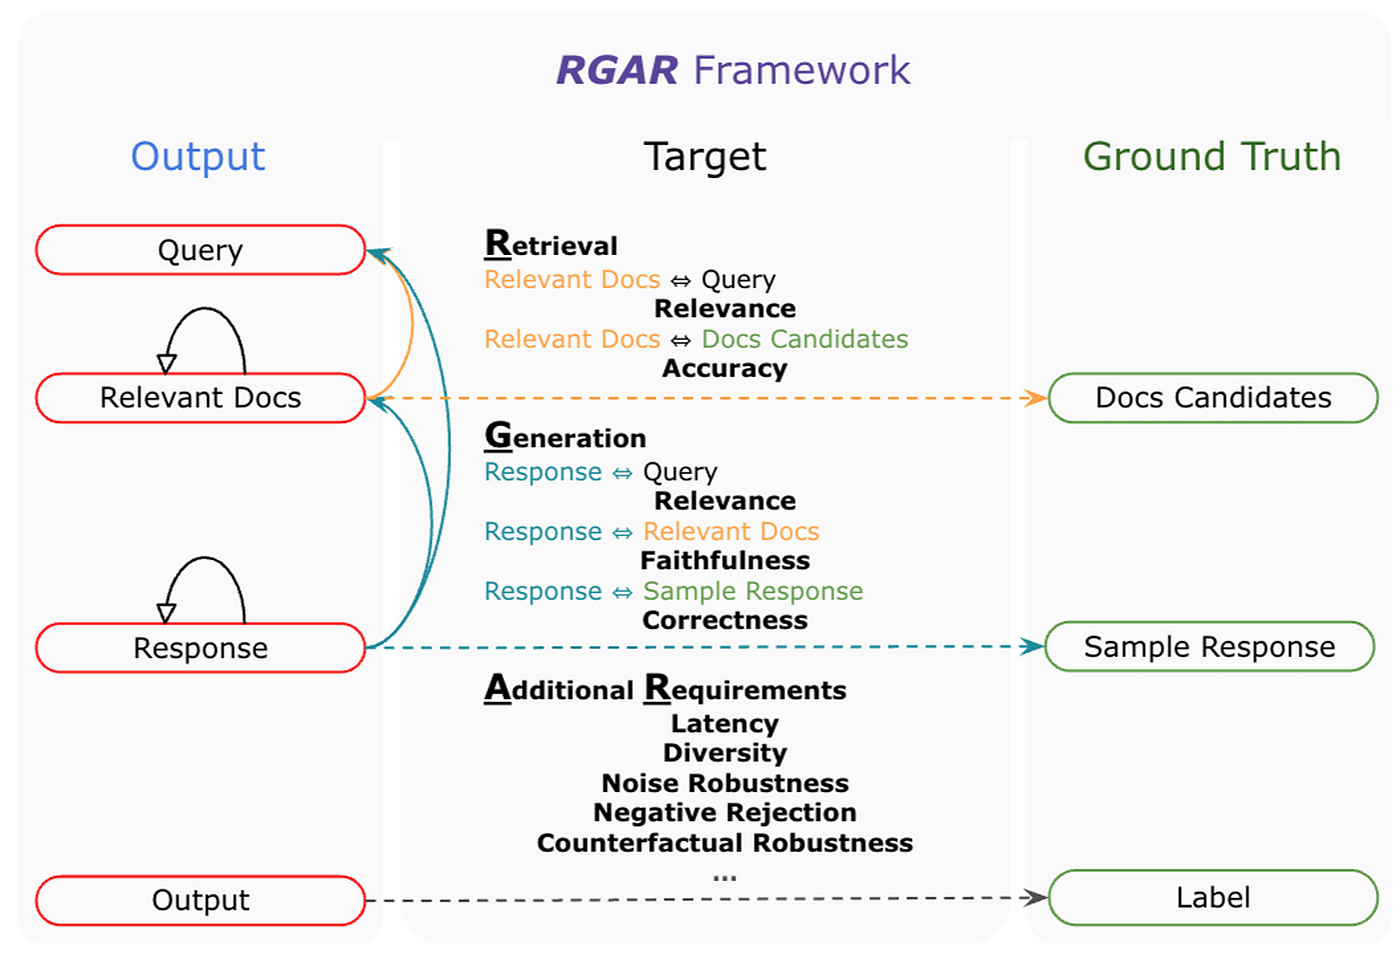 RGAR Framework
Output
Target
Ground Truth
Query
Relevant Docs
Response
Output
Retrieval
Relevant Docs ⇔ Query
Relevance
Relevant Docs ⇔ Docs Candidates
Accuracy
Generation
Response ⇔ Query
Relevance
Response ⇔ Relevant Docs
Faithfulness
Response ⇔ Sample Response
Correctness
Additional Requirements
Latency
Diversity
Noise Robustness
Negative Rejection
Counterfactual Robustness
...
Docs Candidates
Sample Response
Label